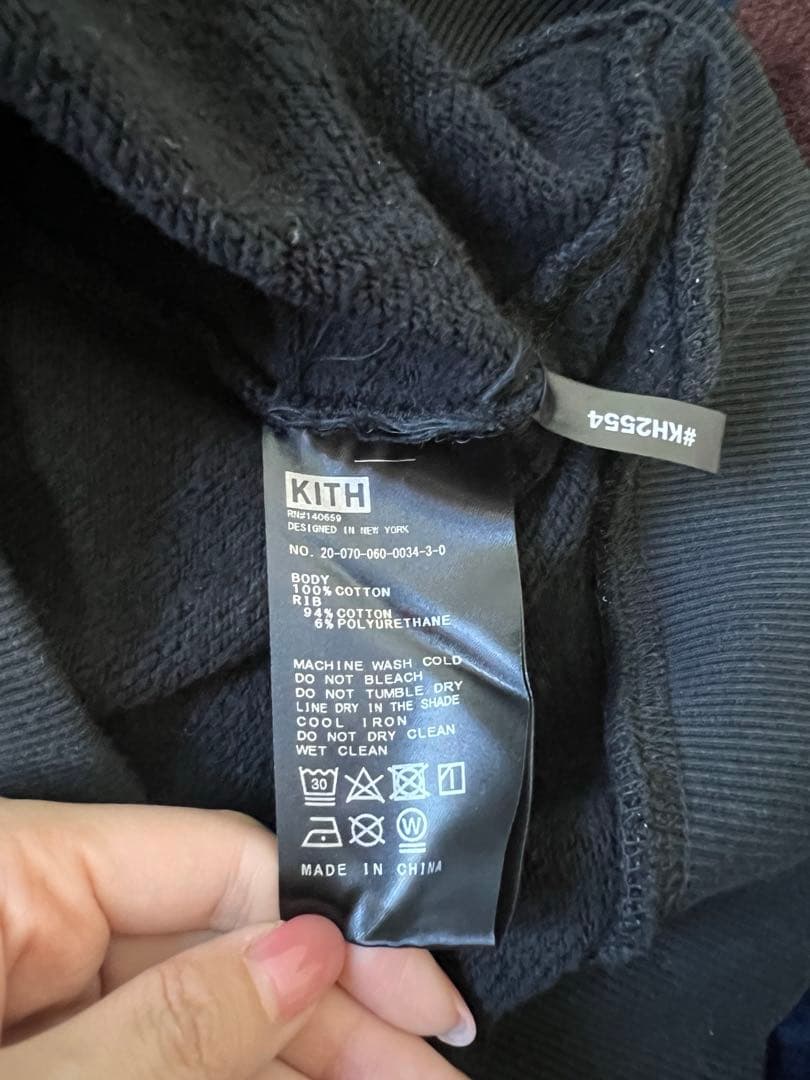 KITH
RN#140659
DESIGNED IN NEW YORK
NO. 20-070-060-0034-3-0
BODY
100% COTTON
RIB
94% COTTON
6% POLYURETHANE
MACHINE WASH COLD
DO NOT BLEACH
DO NOT TUMBLE DRY
LINE DRY IN THE SHADE
COOL IRON
DO NOT DRY CLEAN
WET CLEAN
30
W
MADE IN CHINA
#KH2554